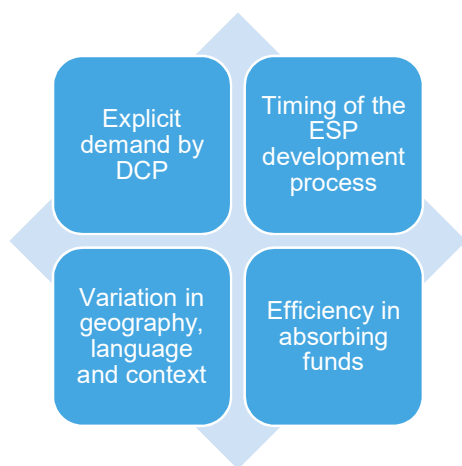 Explicit
demand by
DCP
Timing of the
ESP
development
process
Variation in
geography,
language
and context
Efficiency in
absorbing
funds